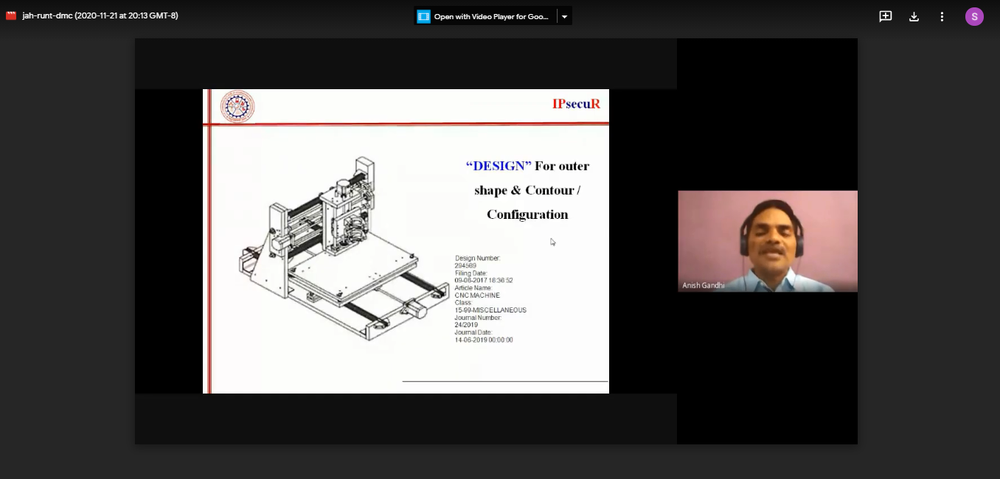 jah-runt-dmc (2020-11-21 at 20:13 GMT-8)
Open with Video Player for Goo...
S
IPsecuR
“DESIGN” For outer
shape & Contour /
Configuration
Design Number:
294569
Filing Date:
09-06-2017 18:36:52
Article Name:
CNC MACHINE
Class:
15-99-MISCELLANEOUS
Journal Number:
24/2019
Journal Date:
14-06-2019 00:00:00
Anish Gandhi